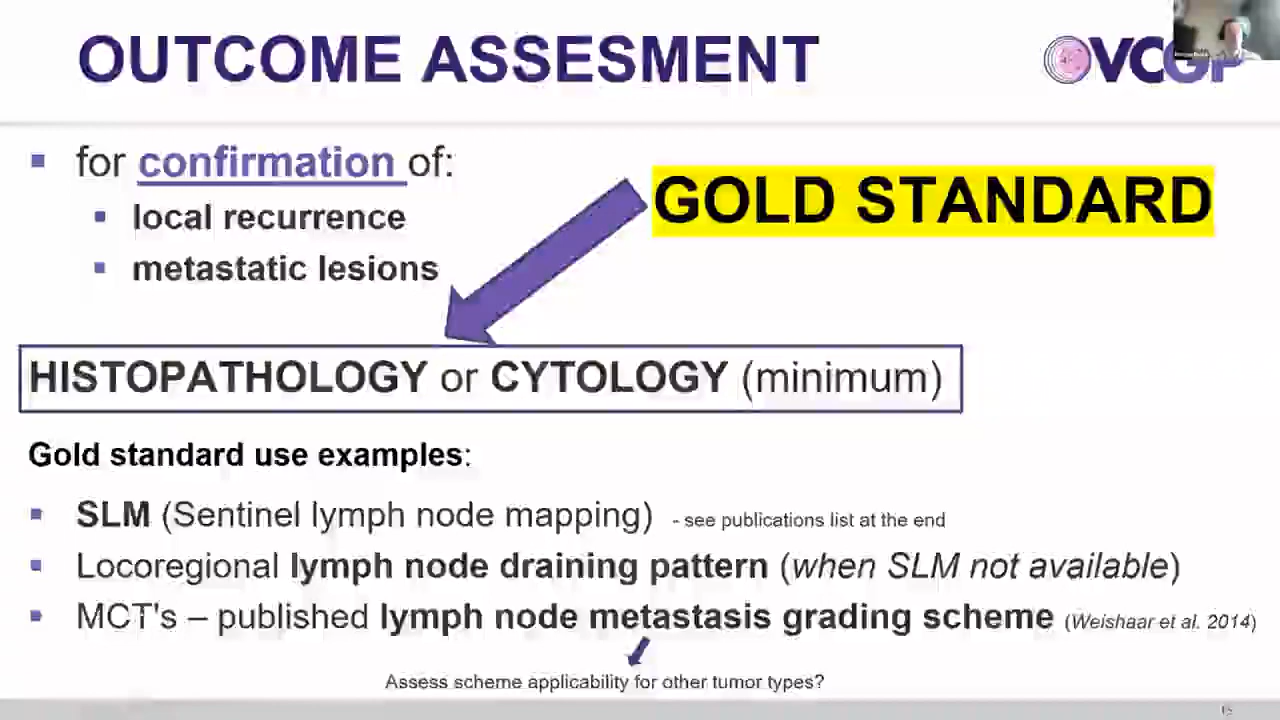 OUTCOME ASSESMENT
VCGP
▪ for confirmation of:
▪ local recurrence
▪ metastatic lesions
GOLD STANDARD
HISTOPATHOLOGY or CYTOLOGY (minimum)
Gold standard use examples:
▪ SLM (Sentinel lymph node mapping) - see publications list at the end
▪ Locoregional lymph node draining pattern (when SLM not available)
▪ MCT's – published lymph node metastasis grading scheme (Weishaar et al. 2014)
Assess scheme applicability for other tumor types?